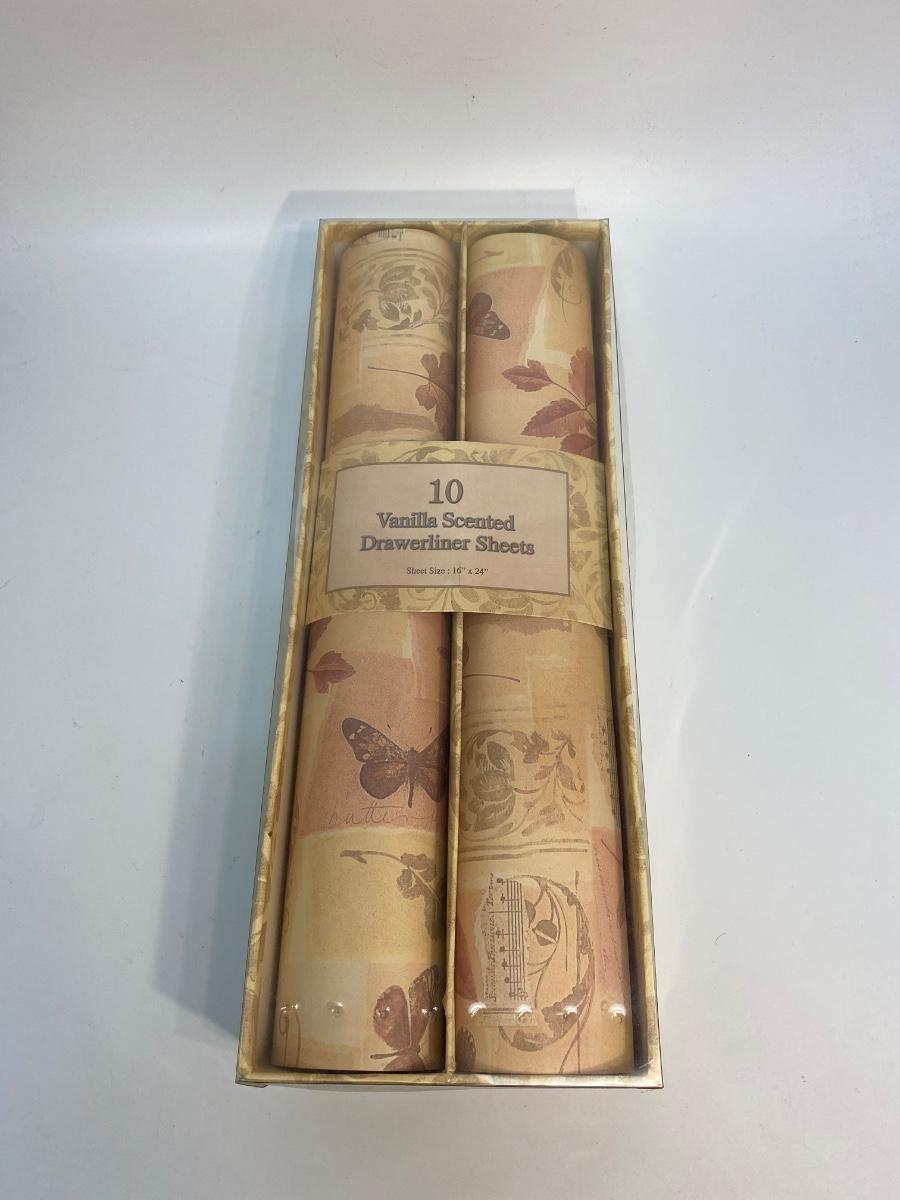 10
Vanilla Scented
Drawerliner Sheets
Sheet Size : 16" x 24"